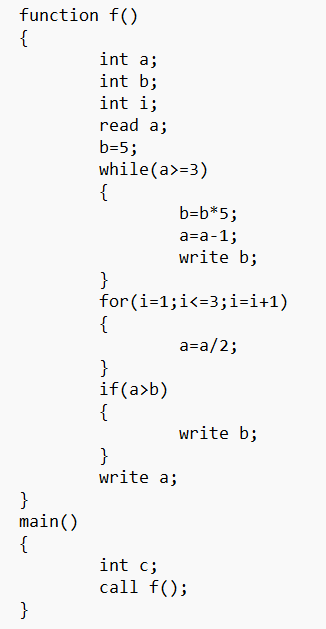 function f()
{
        int a;
        int b;
        int i;
        read a;
        b=5;
        while(a>=3)
        {
                b=b*5;
                a=a-1;
                write b;
        }
        for(i=1;i<=3;i=i+1)
        {
                a=a/2;
        }
        if(a>b)
        {
                write b;
        }
        write a;
}
main()
{
        int c;
        call f();
}